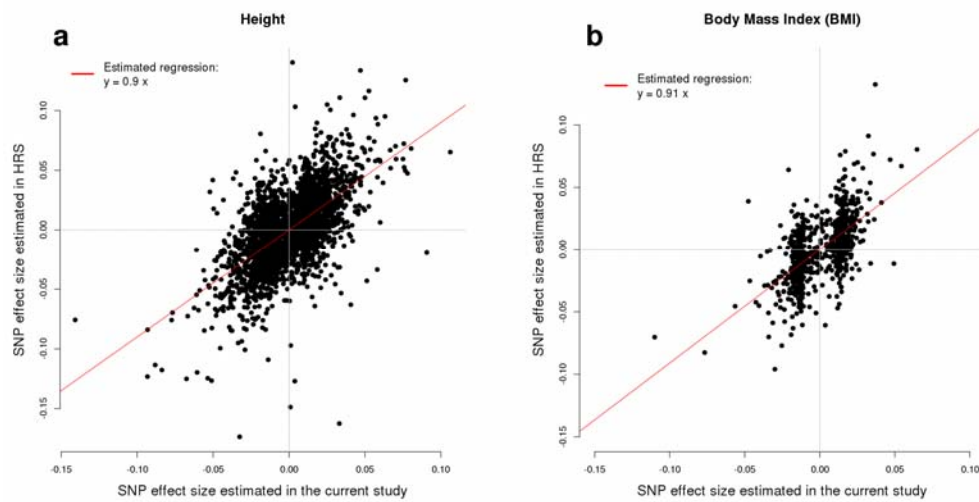 Height
a
Estimated regression:
y = 0.9 x
SNP effect size estimated in HRS
0.10
0.05
0.00
-0.05
-0.10
-0.15
-0.15 -0.10 -0.05 0.00 0.05 0.10
SNP effect size estimated in the current study
Body Mass Index (BMI)
b
Estimated regression:
y = 0.91 x
SNP effect size estimated in HRS
0.10
0.05
0.00
-0.05
-0.10
-0.15
-0.15 -0.10 -0.05 0.00 0.05 0.10
SNP effect size estimated in the current study